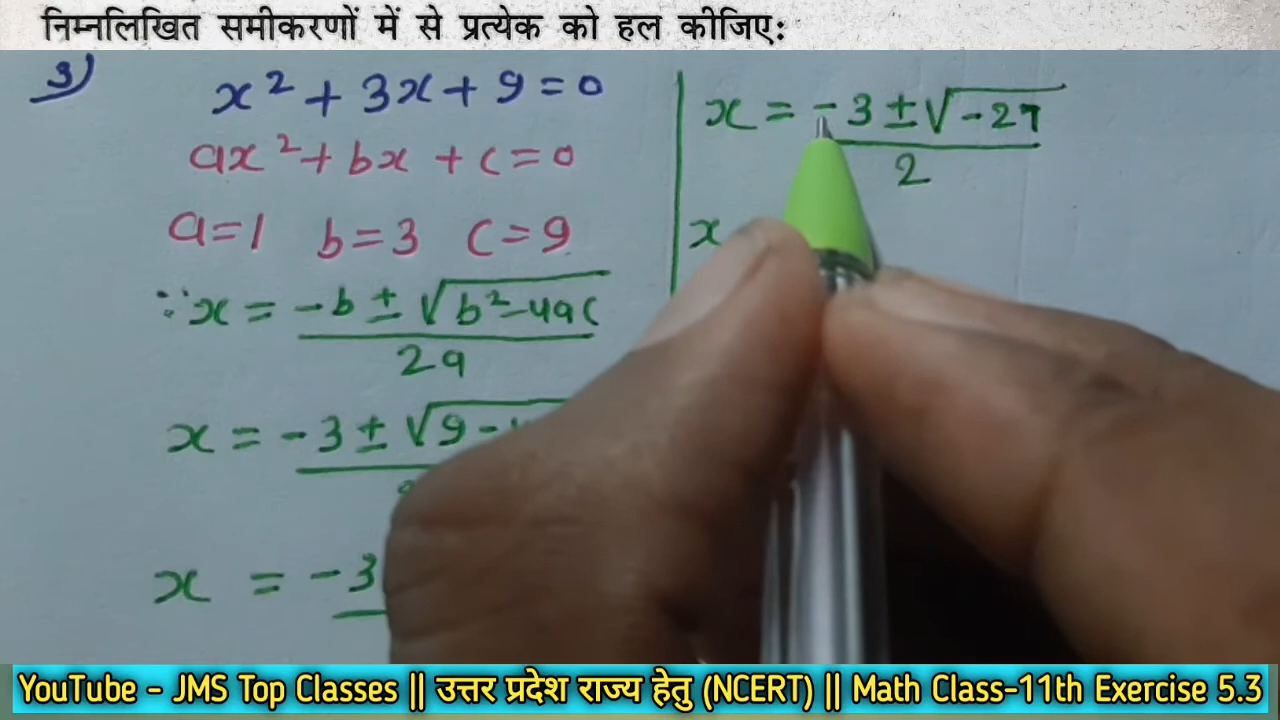 निम्नलिखित समीकरणों में से प्रत्येक को हल कीजिए:
3)
x² + 3x + 9 = 0
ax² + bx + c = 0
a = 1 b = 3 c = 9
∵ x = -b ± √(b² - 4ac) / 2a
x = -3 ± √(9 -
x = -3
x = -3 ± √-27 / 2
x
YouTube - JMS Top Classes || उत्तर प्रदेश राज्य हेतु (NCERT) || Math Class-11th Exercise 5.3